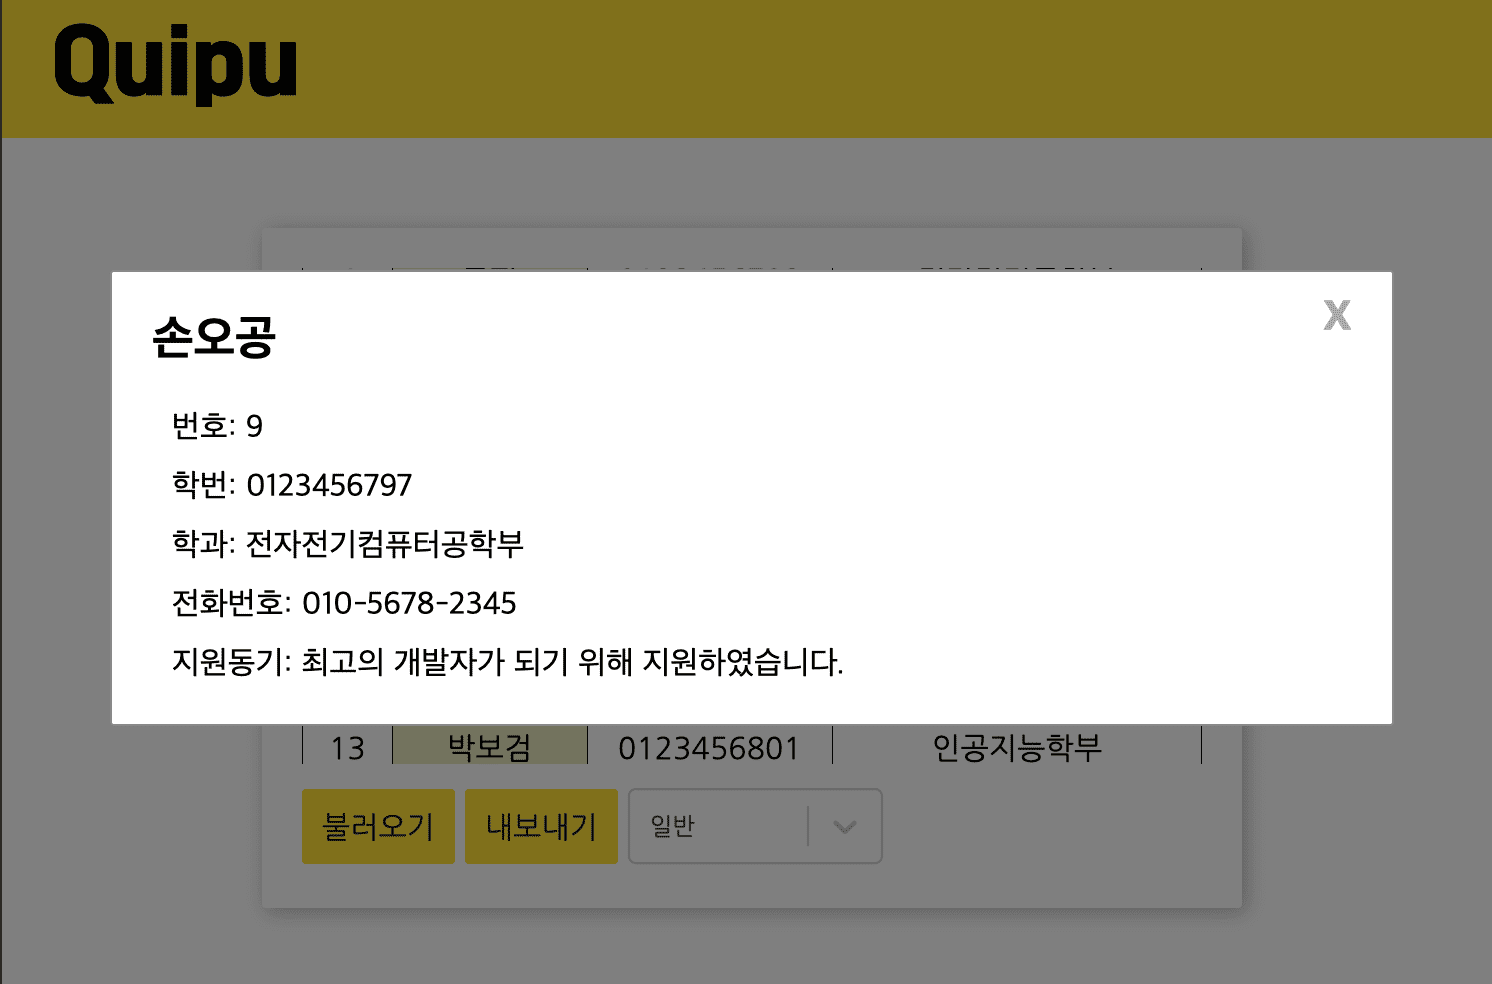 Quipu
손오공
X
번호: 9
학번: 0123456797
학과: 전자전기컴퓨터공학부
전화번호: 010-5678-2345
지원동기: 최고의 개발자가 되기 위해 지원하였습니다.
13 박보검 0123456801 인공지능학부
불러오기 내보내기 일반